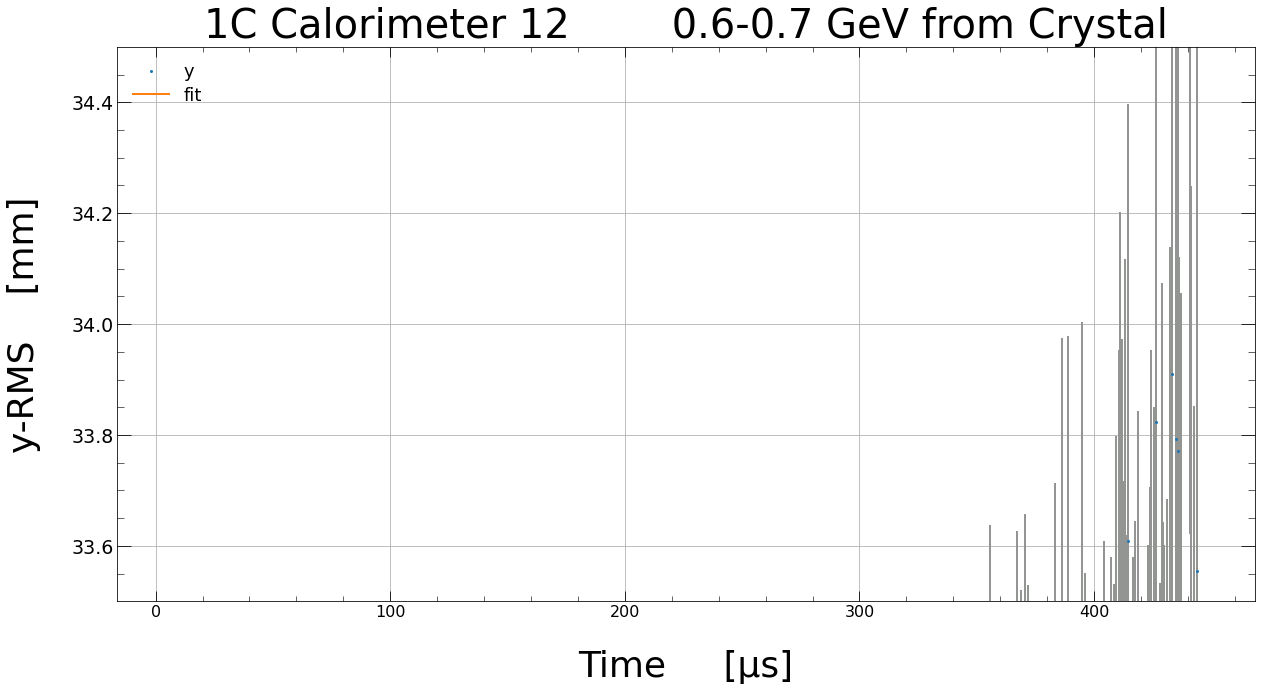 1C Calorimeter 12 0.6-0.7 GeV from Crystal
y
fit
34.4
34.2
34.0
33.8
33.6
y-RMS [mm]
0 100 200 300 400
Time [μs]